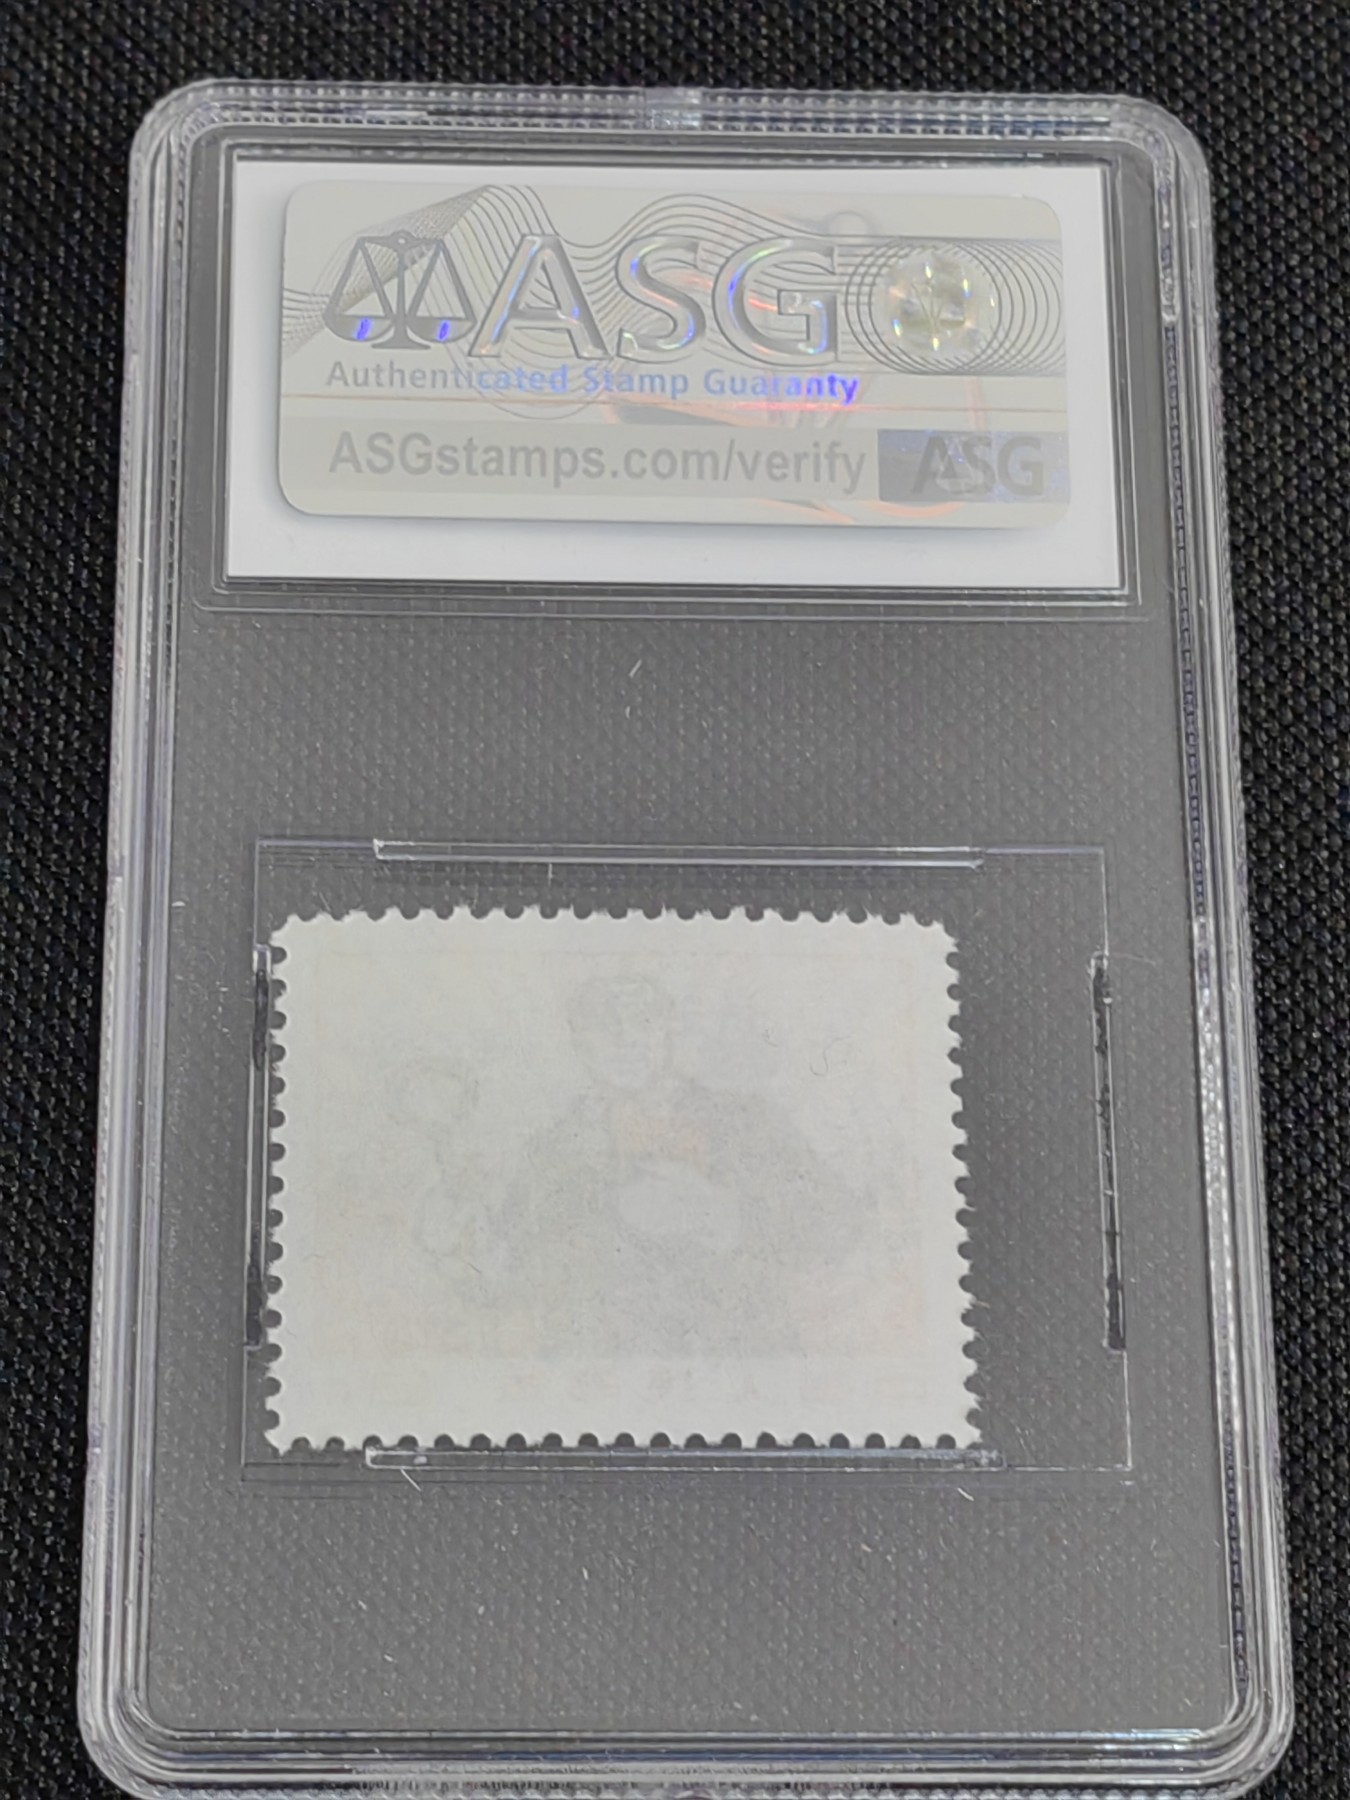 ASG
Authenticated Stamp Guaranty
ASGstamps.com/verify ASG